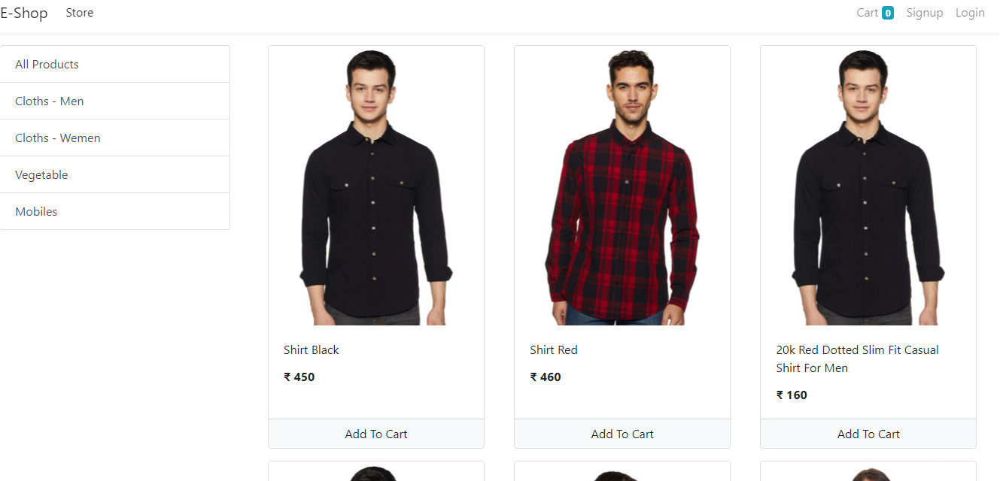 E-Shop Store Cart 0 Signup Login
All Products
Cloths - Men
Cloths - Wemen
Vegetable
Mobiles
Shirt Black
₹ 450
Add To Cart
Shirt Red
₹ 460
Add To Cart
20k Red Dotted Slim Fit Casual
Shirt For Men
₹ 160
Add To Cart